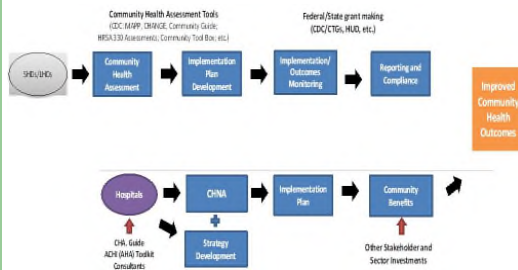 Community Health Assessment Tools
(CDC: MAPP, CHANGE, Community Guide;
HRSA 330 Assessments; Community Tool Box; etc.)
Federal/State grant making
(CDC/CTGs, HUD, etc.)
SHDs/LHDs
Community
Health
Assessment
Implementation
Plan
Development
Implementation/
Outcomes
Monitoring
Reporting and
Compliance
Improved
Community
Health
Outcomes
Hospitals
CHNA
Implementation
Plan
Community
Benefits
Strategy
Development
CHA. Guide
ACHI (AHA) Toolkit
Consultants
Other Stakeholder and
Sector Investments